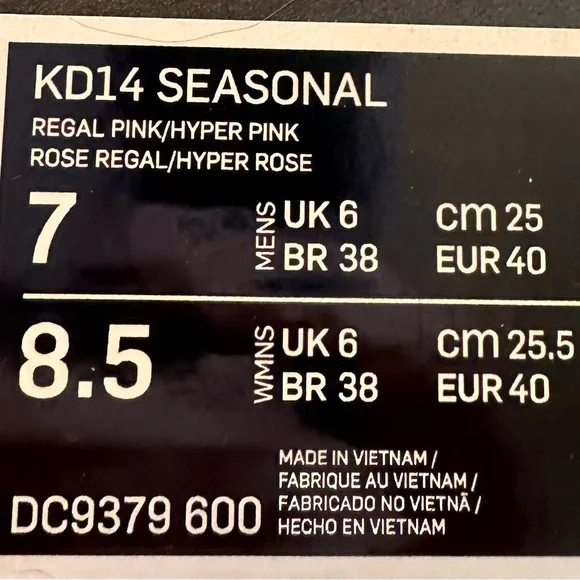 KD14 SEASONAL
REGAL PINK/HYPER PINK
ROSE REGAL/HYPER ROSE
7 MENS UK 6 cm 25
BR 38 EUR 40
8.5 WMNS UK 6 cm 25.5
BR 38 EUR 40
MADE IN VIETNAM /
FABRIQUE AU VIETNAM /
FABRICADO NO VIETNÃ /
HECHO EN VIETNAM
DC9379 600